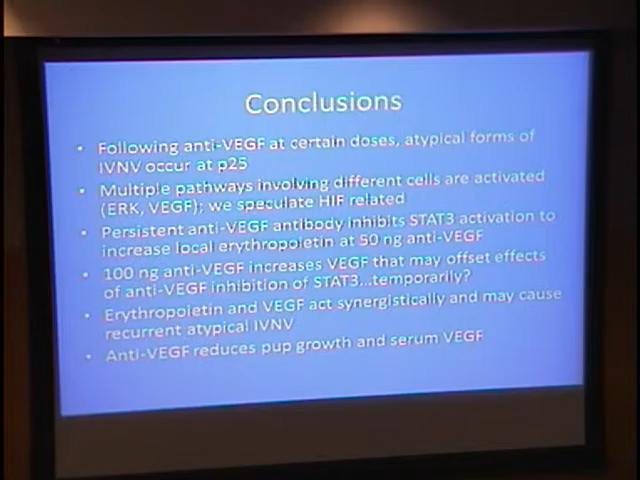 Conclusions
• Following anti-VEGF at certain doses, atypical forms of
IVNV occur at p25
• Multiple pathways involving different cells are activated
(ERK, VEGF); we speculate HIF related
• Persistent anti-VEGF antibody inhibits STAT3 activation to
increase local erythropoietin at 50 ng anti-VEGF
• 100 ng anti-VEGF increases VEGF that may offset effects
of anti-VEGF inhibition of STAT3...temporarily?
• Erythropoietin and VEGF act synergistically and may cause
recurrent atypical IVNV
• Anti-VEGF reduces pup growth and serum VEGF